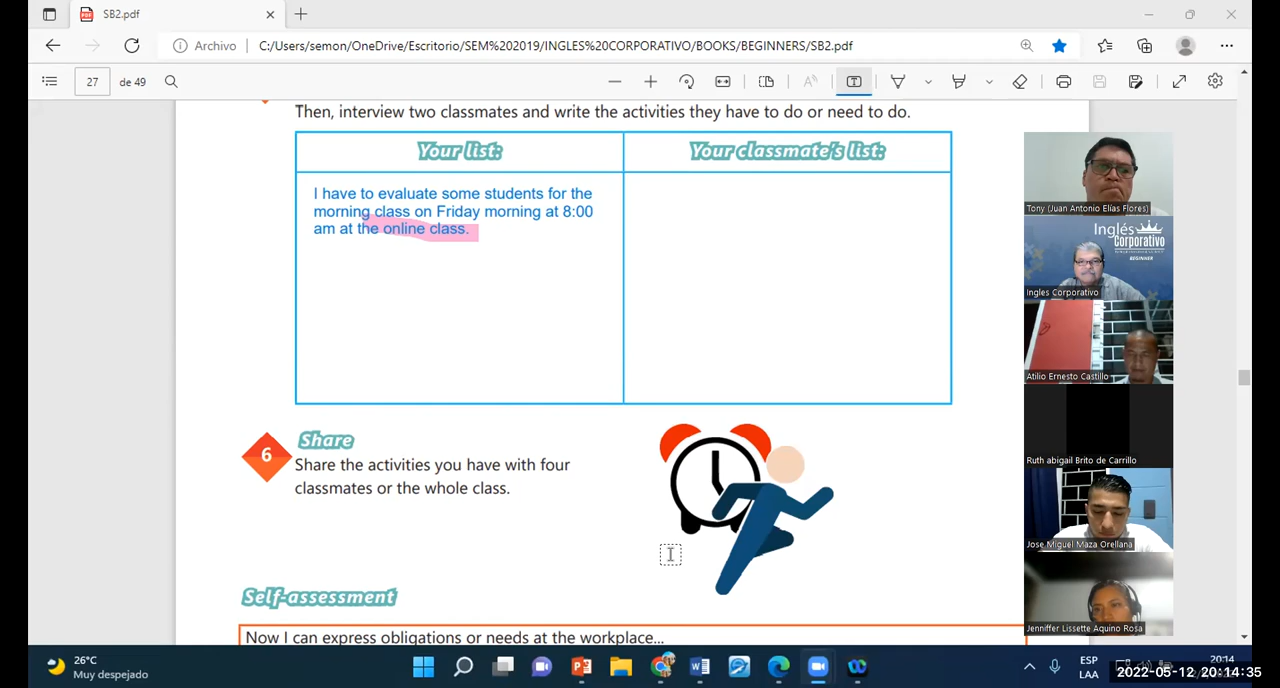 SB2.pdf
Archivo
C:/Users/semon/OneDrive/Escritorio/SEM%202019/INGLES%20CORPORATIVO/BOOKS/BEGINNERS/SB2.pdf
27
de 49
Then, interview two classmates and write the activities they have to do or need to do.
Your list:
Your classmate's list:
I have to evaluate some students for the
morning class on Friday morning at 8:00
am at the online class.
6
Share
Share the activities you have with four
classmates or the whole class.
Self-assessment
Now I can express obligations or needs at the workplace...
Tony (Juan Antonio Elías Flores)
Inglés
Corporativo
BEGINNER
Ingles Corporativo
Atilio Ernesto Castillo
Ruth abigail Brito de Carrillo
Jose Miguel Maza Orellana
Jenniffer Lissette Aquino Rosa
26°C
Muy despejado
ESP
LAA
20:14
2022-05-12 20:14:35